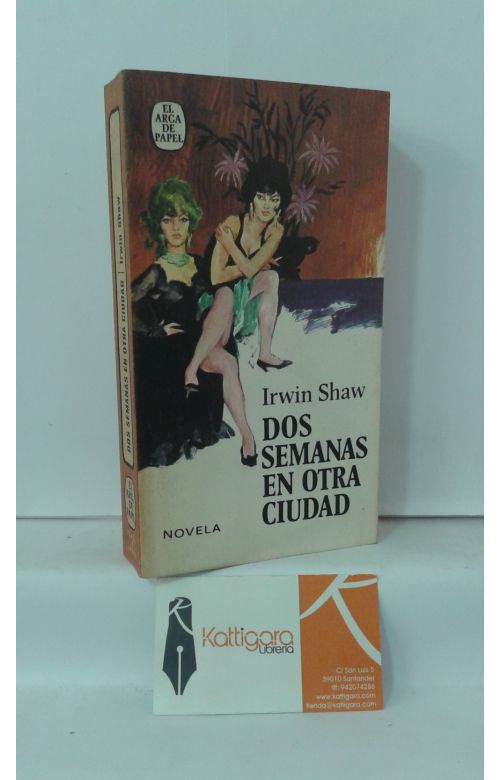 EL
ARCA
DE
PAPEL
DOS SEMANAS EN OTRA CIUDAD | Irwin Shaw
Irwin Shaw
DOS
SEMANAS
EN OTRA
CIUDAD
NOVELA
Kattigara
Librería
C/ San Luis 5
39010 Santander
tlf: 942074286
www.kattigara.com
tienda@kattigara.com